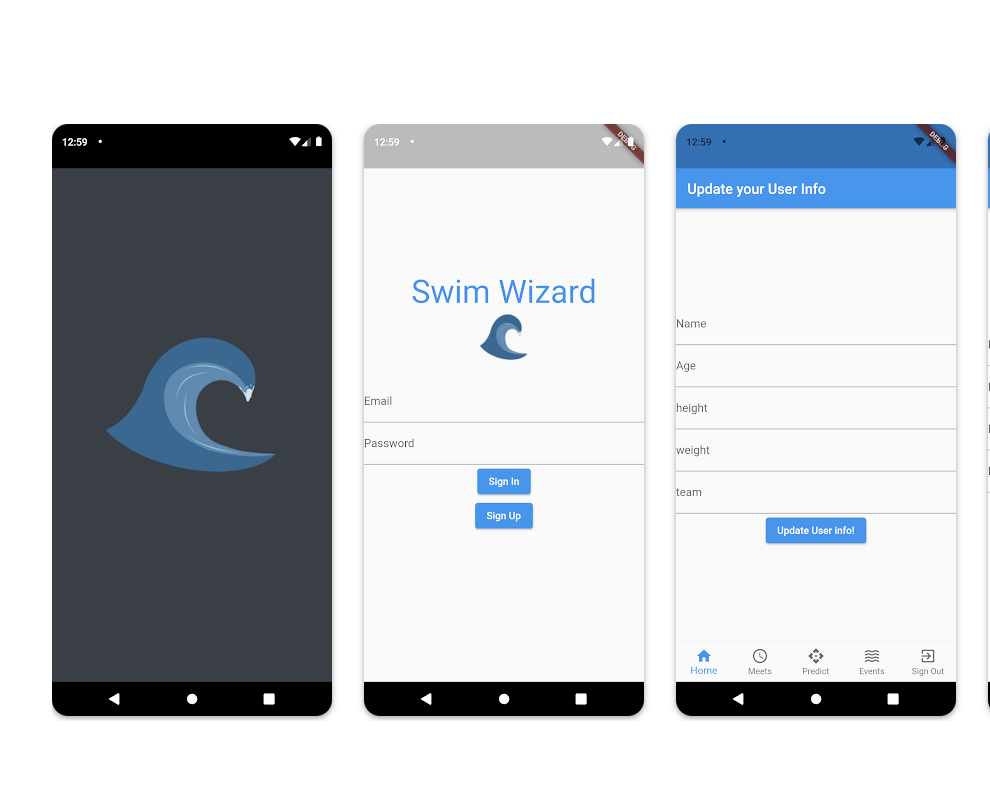 12:59
12:59
DEBUG
Swim Wizard
Email
Password
Sign In
Sign Up
12:59
DEBUG
Update your User Info
Name
Age
height
weight
team
Update User info!
Home Meets Predict Events Sign Out